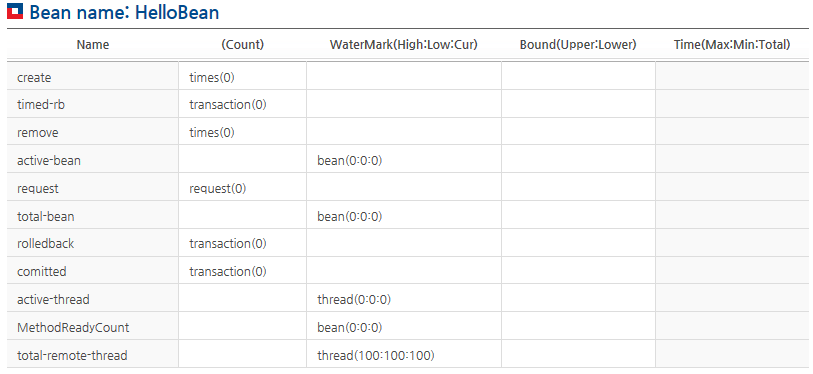 Bean name: HelloBean
Name (Count) WaterMark(High:Low:Cur) Bound(Upper:Lower) Time(Max:Min:Total)
create times(0)
timed-rb transaction(0)
remove times(0)
active-bean bean(0:0:0)
request request(0)
total-bean bean(0:0:0)
rolledback transaction(0)
comitted transaction(0)
active-thread thread(0:0:0)
MethodReadyCount bean(0:0:0)
total-remote-thread thread(100:100:100)